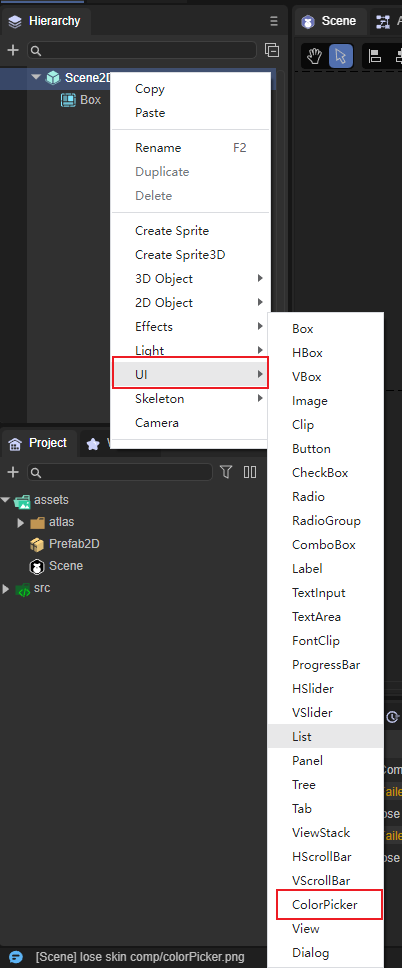 Hierarchy
Scene
Scene2D
Box
Copy
Paste
Rename F2
Duplicate
Delete
Create Sprite
Create Sprite3D
3D Object
2D Object
Effects
Light
UI
Skeleton
Camera
Box
HBox
VBox
Image
Clip
Button
CheckBox
Radio
RadioGroup
ComboBox
Label
TextInput
TextArea
FontClip
ProgressBar
HSlider
VSlider
List
Panel
Tree
Tab
ViewStack
HScrollBar
VScrollBar
ColorPicker
View
Dialog
Project
assets
atlas
Prefab2D
Scene
src
[Scene] lose skin comp/colorPicker.png